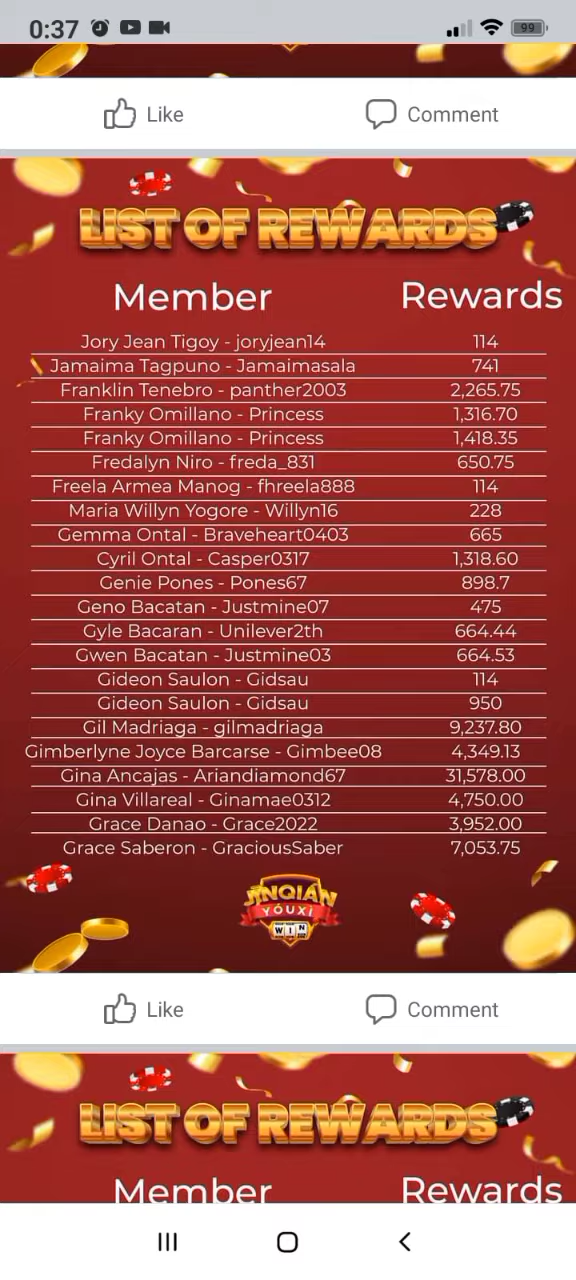 0:37
99
Like Comment
LIST OF REWARDS
Member Rewards
Jory Jean Tigoy - joryjean14 114
Jamaima Tagpuno - Jamaimasala 741
Franklin Tenebro - panther2003 2,265.75
Franky Omillano - Princess 1,316.70
Franky Omillano - Princess 1,418.35
Fredalyn Niro - freda_831 650.75
Freela Armea Manog - fhreela888 114
Maria Willyn Yogore - Willyn16 228
Gemma Ontal - Braveheart0403 665
Cyril Ontal - Casper0317 1,318.60
Genie Pones - Pones67 898.7
Geno Bacatan - Justmine07 475
Gyle Bacaran - Unilever2th 664.44
Gwen Bacatan - Justmine03 664.53
Gideon Saulon - Gidsau 114
Gideon Saulon - Gidsau 950
Gil Madriaga - gilmadriaga 9,237.80
Gimberlyne Joyce Barcarse - Gimbee08 4,349.13
Gina Ancajas - Ariandiamond67 31,578.00
Gina Villareal - Ginamae0312 4,750.00
Grace Danao - Grace2022 3,952.00
Grace Saberon - GraciousSaber 7,053.75
JINQIAN
YÓUXÌ
WIN
Like Comment
LIST OF REWARDS
Member Rewards